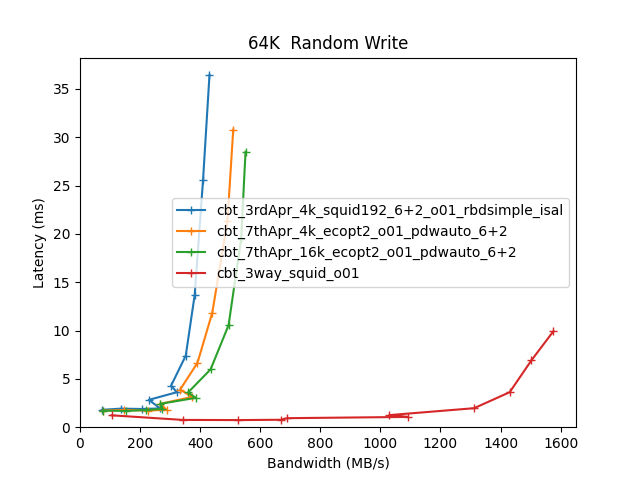 64K  Random Write
Latency (ms)
35
30
25
20
15
10
5
0
cbt_3rdApr_4k_squid192_6+2_o01_rbdsimple_isal
cbt_7thApr_4k_ecopt2_o01_pdwauto_6+2
cbt_7thApr_16k_ecopt2_o01_pdwauto_6+2
cbt_3way_squid_o01
0 200 400 600 800 1000 1200 1400 1600
Bandwidth (MB/s)